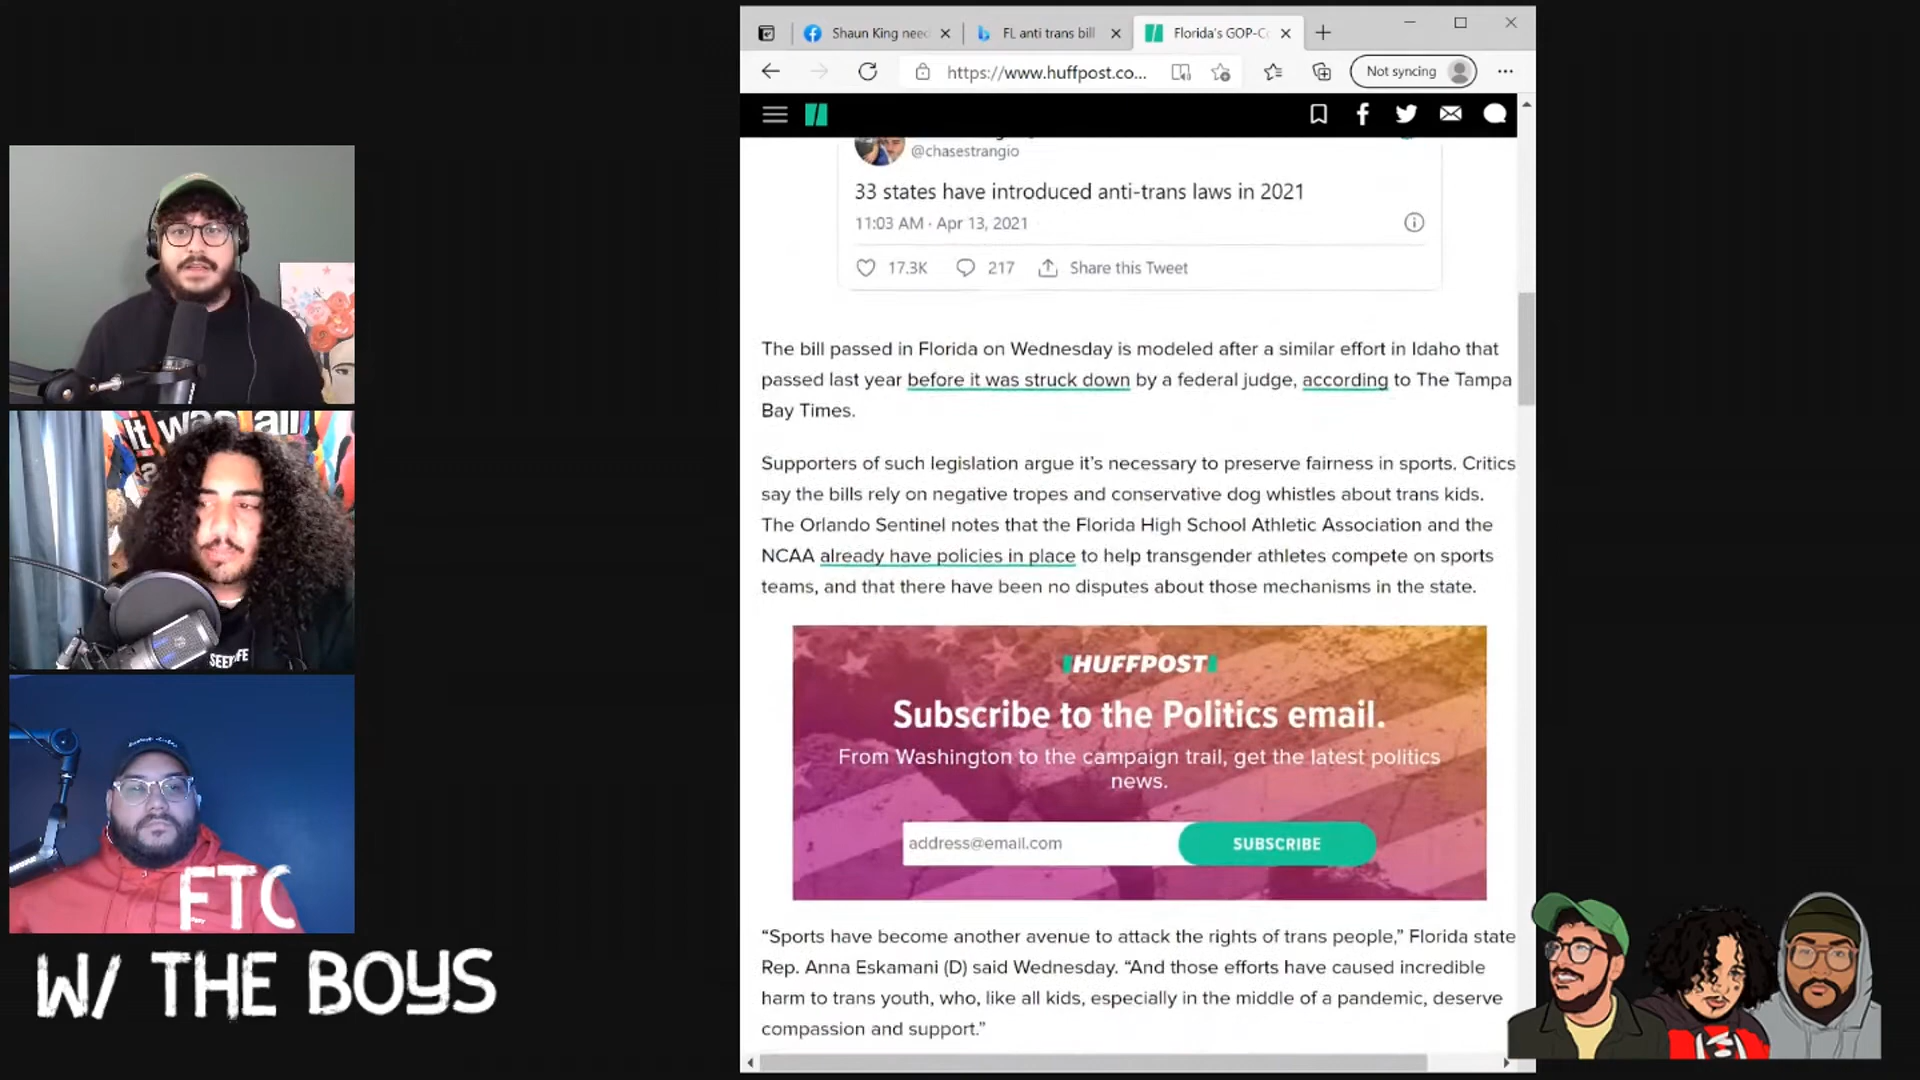 Shaun King nee
FL anti trans bill
Florida's GOP-C
https://www.huffpost.co...
Not syncing
@chasestrangio
33 states have introduced anti-trans laws in 2021
11:03 AM · Apr 13, 2021
17.3K
217
Share this Tweet
The bill passed in Florida on Wednesday is modeled after a similar effort in Idaho that
passed last year before it was struck down by a federal judge, according to The Tampa
Bay Times.
Supporters of such legislation argue it's necessary to preserve fairness in sports. Critics
say the bills rely on negative tropes and conservative dog whistles about trans kids.
The Orlando Sentinel notes that the Florida High School Athletic Association and the
NCAA already have policies in place to help transgender athletes compete on sports
teams, and that there have been no disputes about those mechanisms in the state.
HUFFPOST
Subscribe to the Politics email.
From Washington to the campaign trail, get the latest politics
news.
address@email.com
SUBSCRIBE
“Sports have become another avenue to attack the rights of trans people,” Florida state
Rep. Anna Eskamani (D) said Wednesday. “And those efforts have caused incredible
harm to trans youth, who, like all kids, especially in the middle of a pandemic, deserve
compassion and support.”
It was all
FTC
W/ THE BOYS